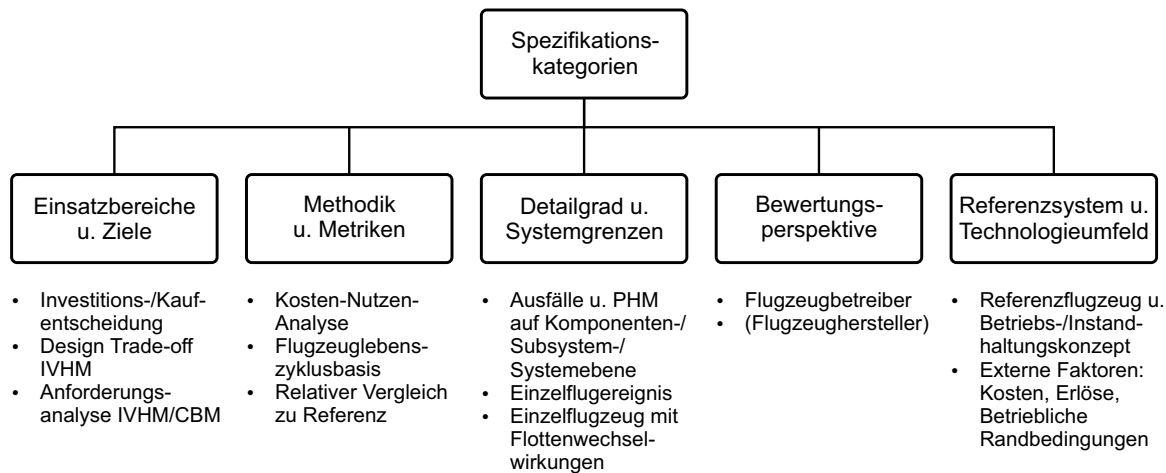 Spezifikations-
kategorien
Einsatzbereiche
u. Ziele
Methodik
u. Metriken
Detailgrad u.
Systemgrenzen
Bewertungs-
perspektive
Referenzsystem u.
Technologieumfeld
• Investitions-/Kauf-
entscheidung
• Design Trade-off
IVHM
• Anforderungs-
analyse IVHM/CBM
• Kosten-Nutzen-
Analyse
• Flugzeuglebens-
zyklusbasis
• Relativer Vergleich
zu Referenz
• Ausfälle u. PHM
auf Komponenten-/
Subsystem-/
Systemebene
• Einzelflugereignis
• Einzelflugzeug mit
Flottenwechsel-
wirkungen
• Flugzeugbetreiber
• (Flugzeughersteller)
• Referenzflugzeug u.
Betriebs-/Instand-
haltungskonzept
• Externe Faktoren:
Kosten, Erlöse,
Betriebliche
Randbedingungen